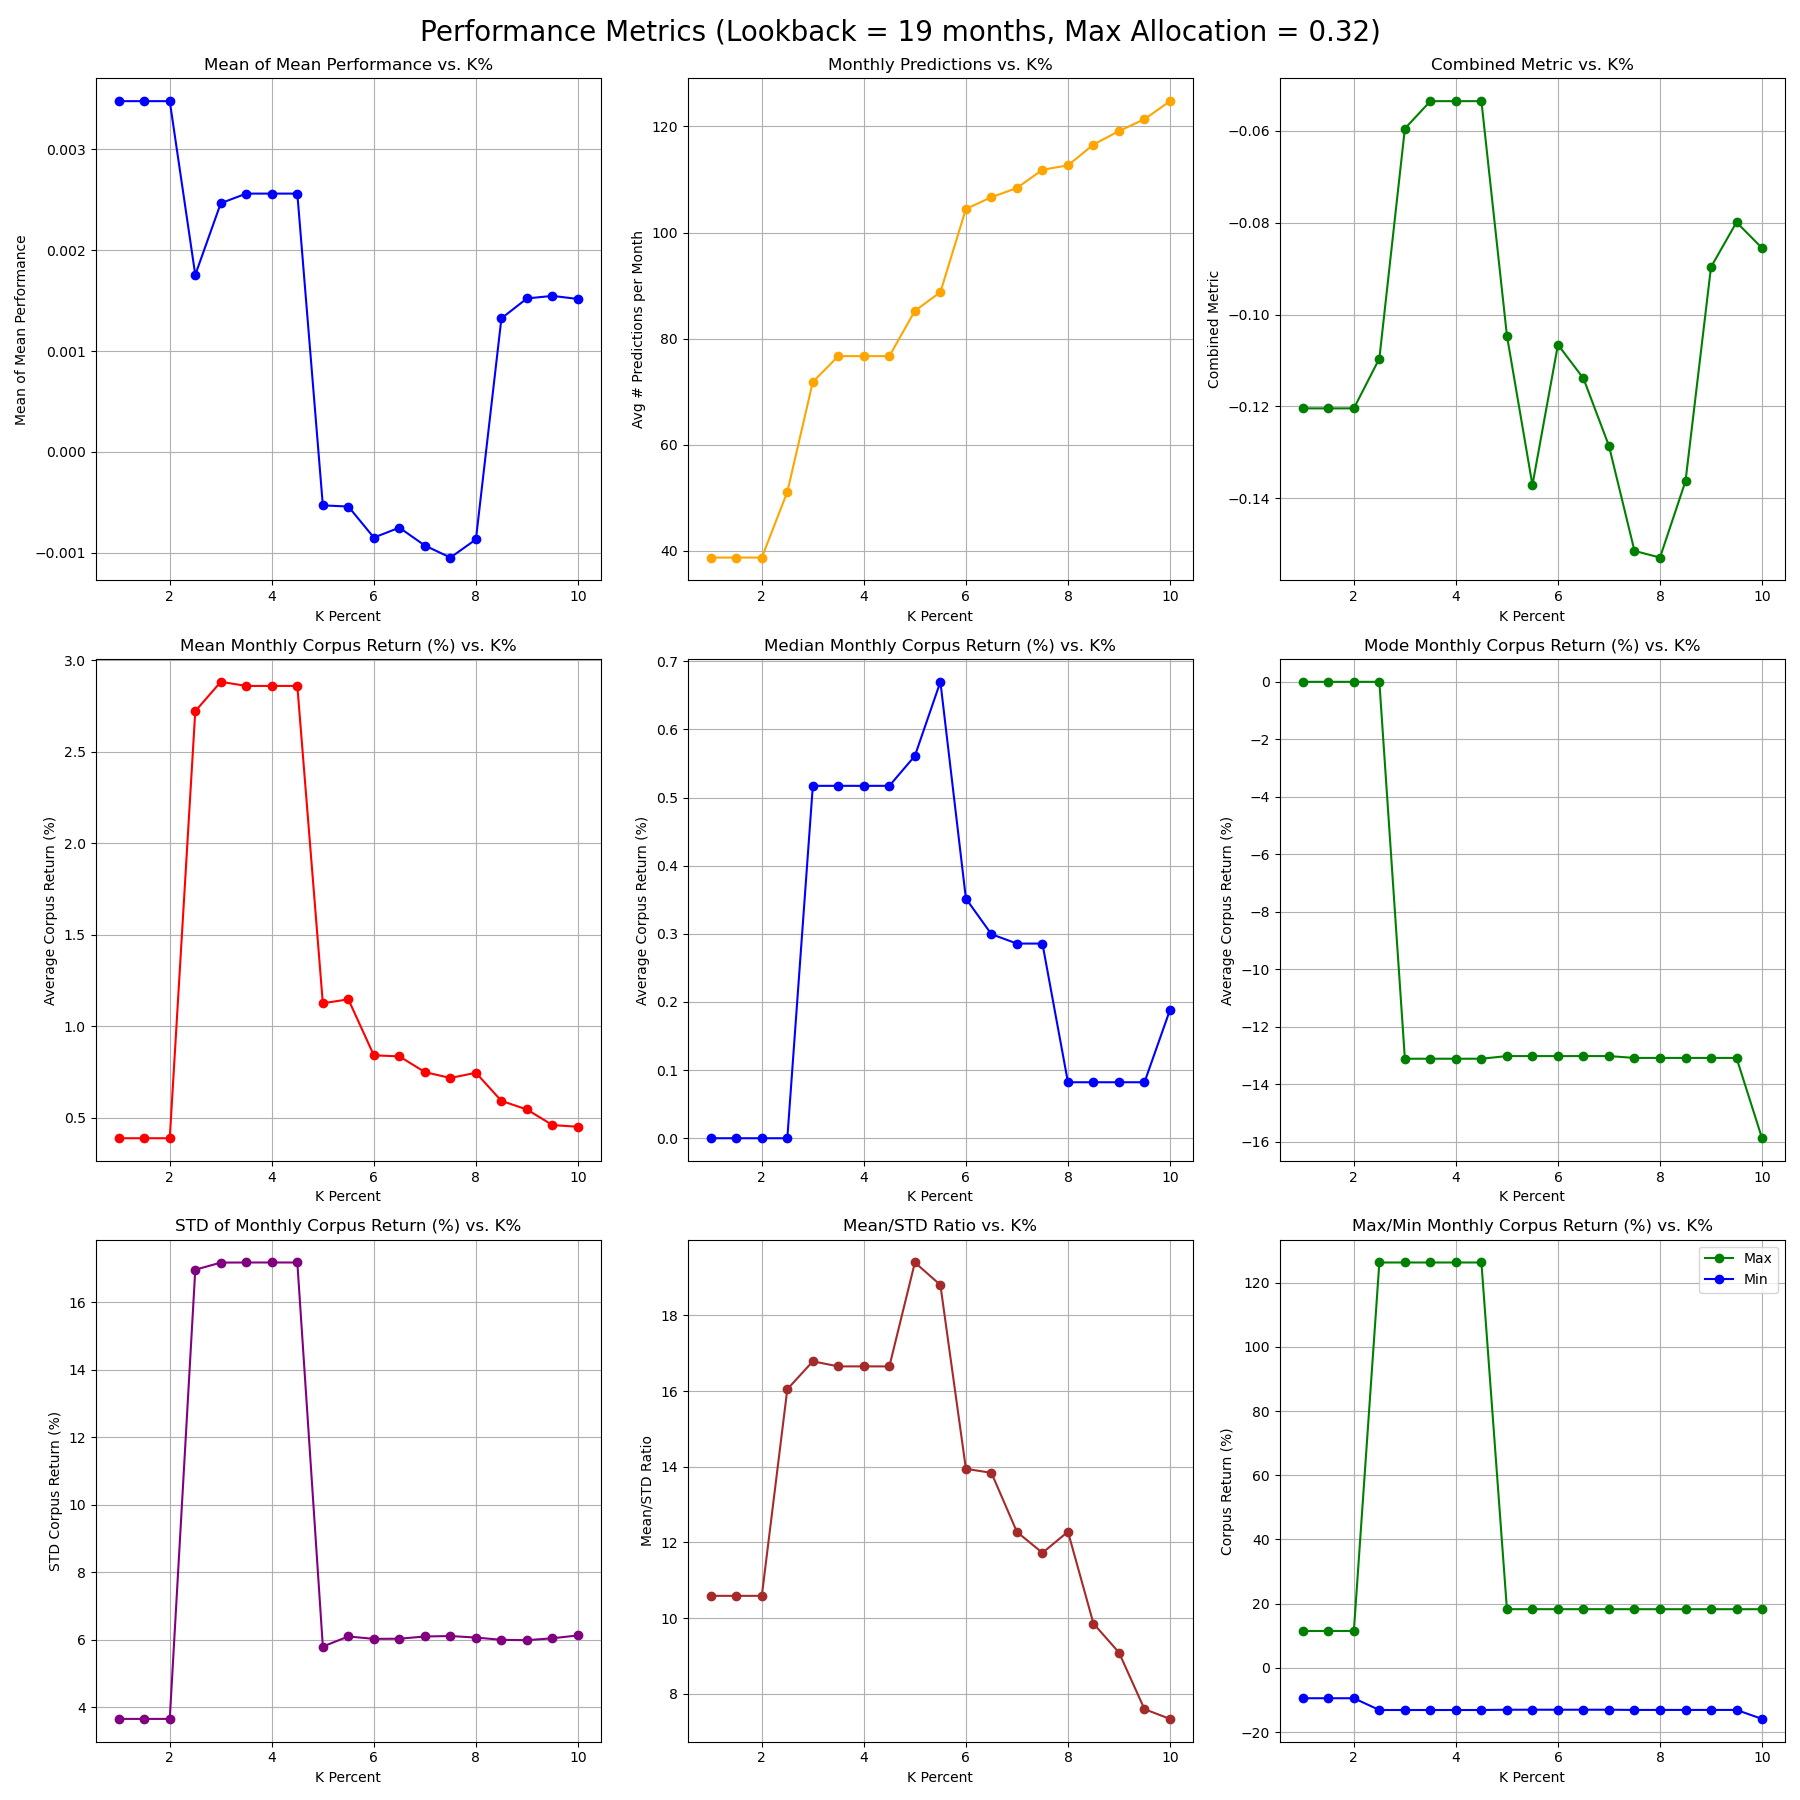 Performance Metrics (Lookback = 19 months, Max Allocation = 0.32)
Mean of Mean Performance vs. K%
Mean of Mean Performance
0.003
0.002
0.001
0.000
−0.001
2 4 6 8 10
K Percent
Monthly Predictions vs. K%
Avg # Predictions per Month
120
100
80
60
40
2 4 6 8 10
K Percent
Combined Metric vs. K%
Combined Metric
−0.06
−0.08
−0.10
−0.12
−0.14
2 4 6 8 10
K Percent
Mean Monthly Corpus Return (%) vs. K%
Average Corpus Return (%)
3.0
2.5
2.0
1.5
1.0
0.5
2 4 6 8 10
K Percent
Median Monthly Corpus Return (%) vs. K%
Average Corpus Return (%)
0.7
0.6
0.5
0.4
0.3
0.2
0.1
0.0
2 4 6 8 10
K Percent
Mode Monthly Corpus Return (%) vs. K%
Average Corpus Return (%)
0
−2
−4
−6
−8
−10
−12
−14
−16
2 4 6 8 10
K Percent
STD of Monthly Corpus Return (%) vs. K%
STD Corpus Return (%)
16
14
12
10
8
6
4
2 4 6 8 10
K Percent
Mean/STD Ratio vs. K%
Mean/STD Ratio
18
16
14
12
10
8
2 4 6 8 10
K Percent
Max/Min Monthly Corpus Return (%) vs. K%
Corpus Return (%)
Max
Min
120
100
80
60
40
20
0
−20
2 4 6 8 10
K Percent